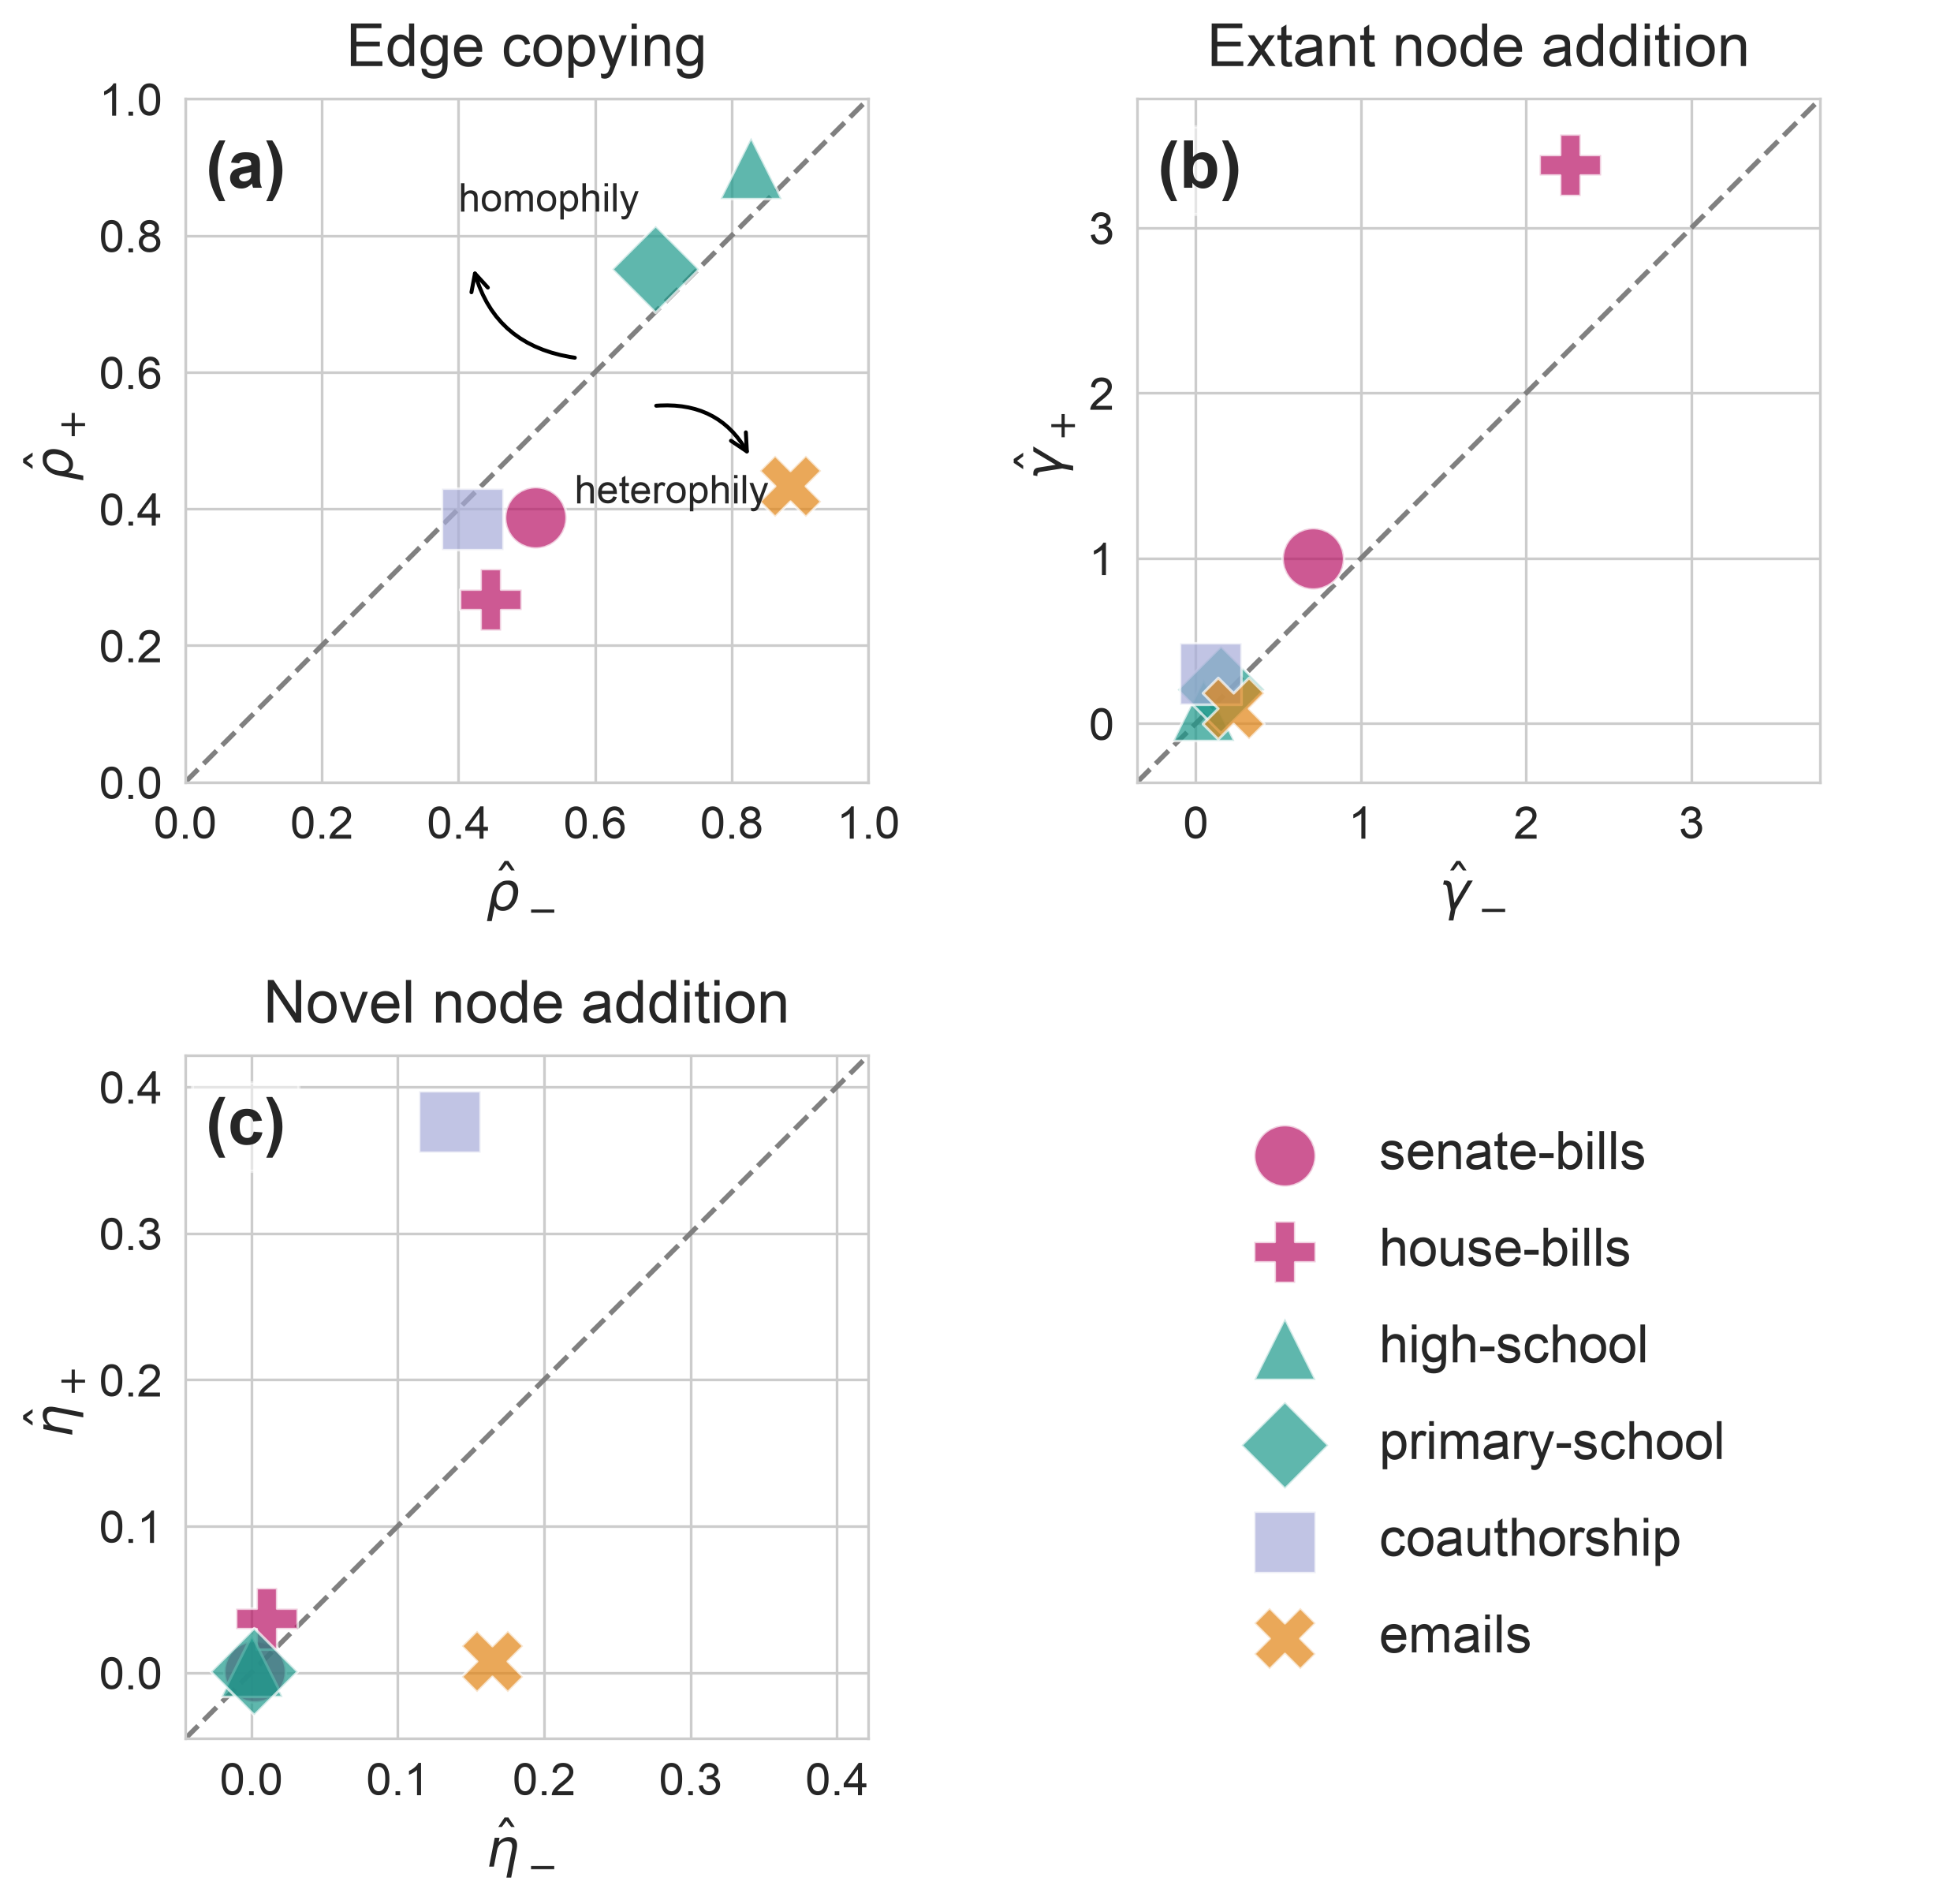 Edge copying
(a)
homophily
heterophily
1.0
0.8
0.6
0.4
0.2
0.0
0.0 0.2 0.4 0.6 0.8 1.0
ρ̂₊
ρ̂₋
Extant node addition
(b)
3
2
1
0
0 1 2 3
γ̂₊
γ̂₋
Novel node addition
(c)
0.4
0.3
0.2
0.1
0.0
0.0 0.1 0.2 0.3 0.4
η̂₊
η̂₋
senate-bills
house-bills
high-school
primary-school
coauthorship
emails